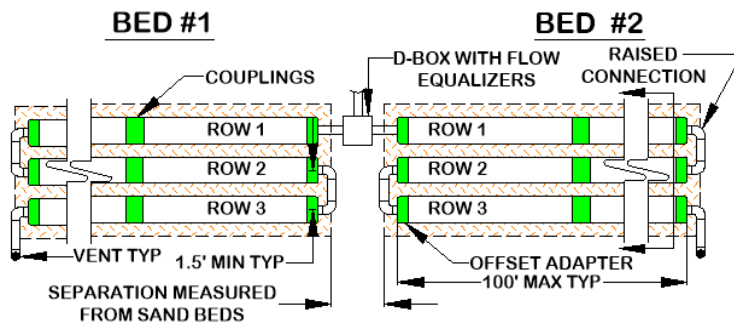 BED #1
BED #2
COUPLINGS
D-BOX WITH FLOW
EQUALIZERS
RAISED
CONNECTION
ROW 1
ROW 2
ROW 3
ROW 1
ROW 2
ROW 3
VENT TYP
1.5' MIN TYP
OFFSET ADAPTER
100' MAX TYP
SEPARATION MEASURED
FROM SAND BEDS